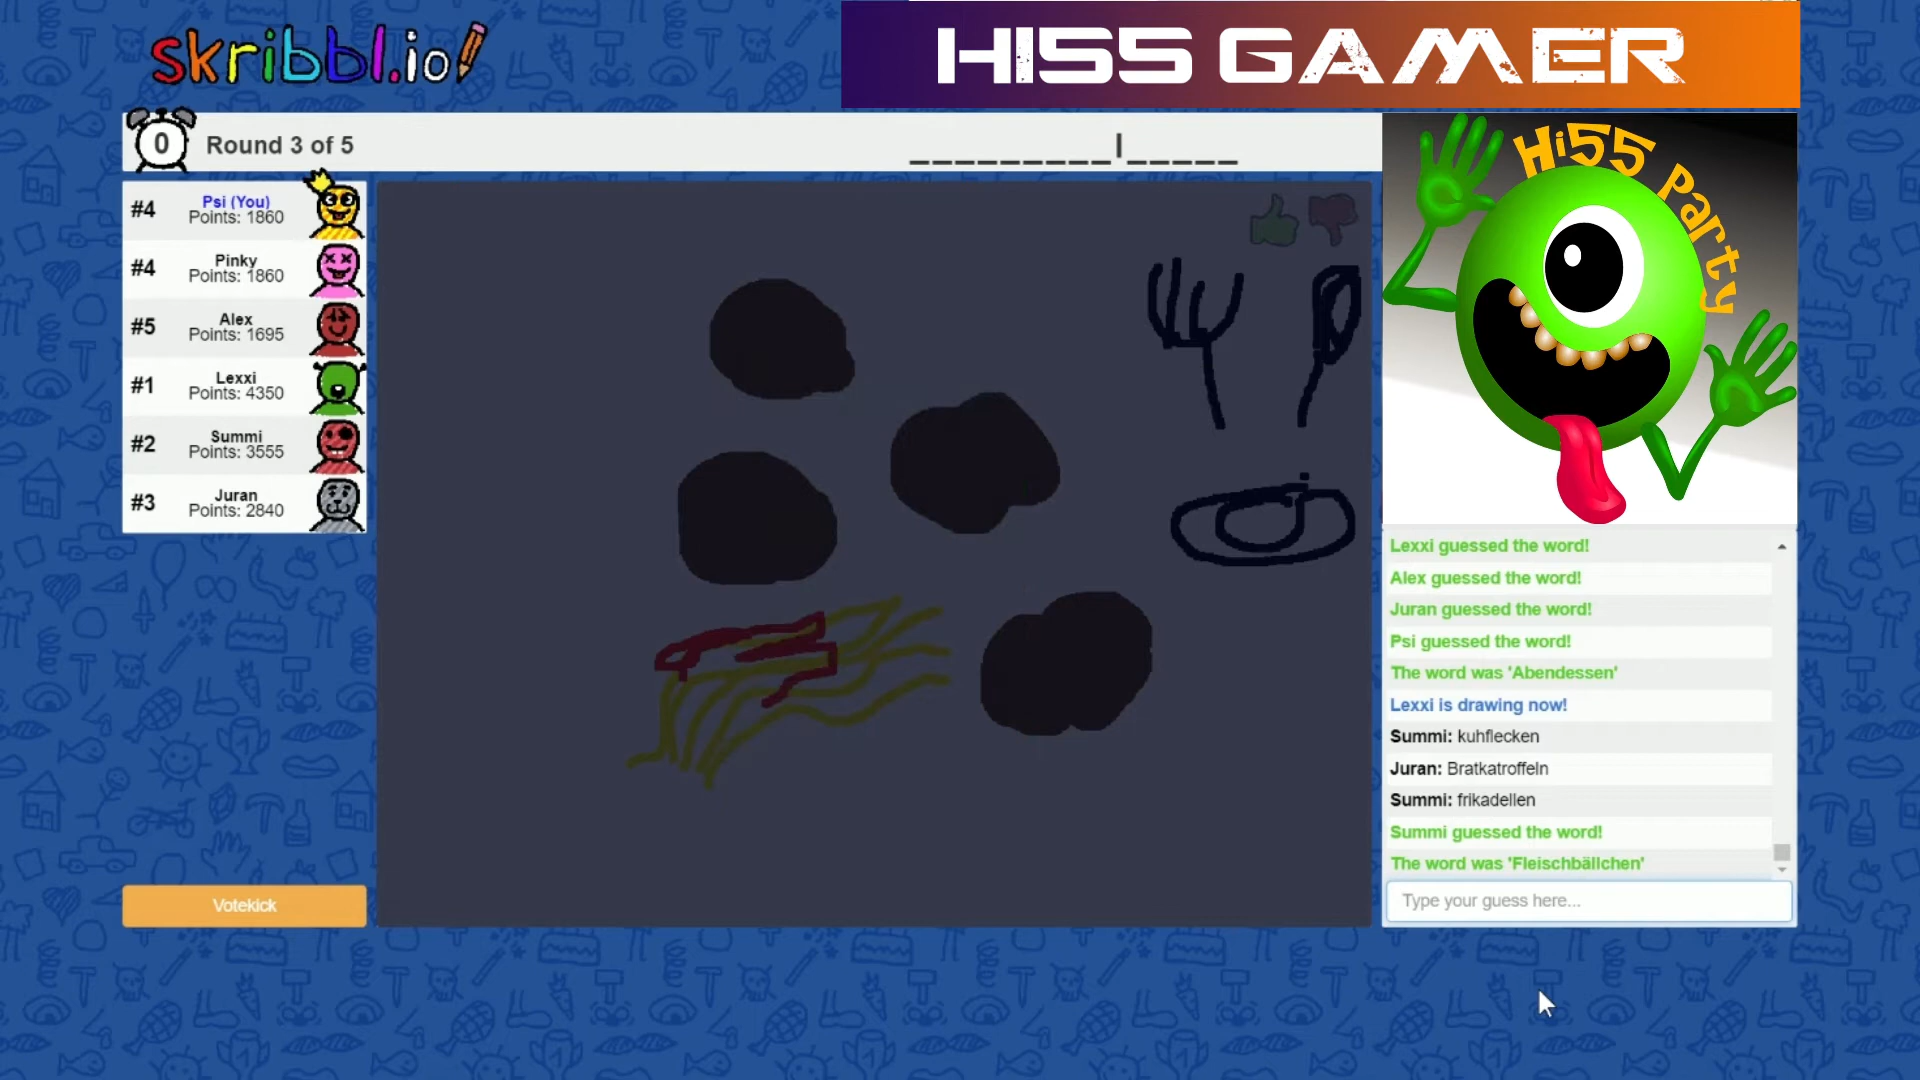 skribbl.io
HI55 GAMER
0
Round 3 of 5
_________l_____
Hi55 Party
#4
Psi (You)
Points: 1860
#4
Pinky
Points: 1860
#5
Alex
Points: 1695
#1
Lexxi
Points: 4350
#2
Summi
Points: 3555
#3
Juran
Points: 2840
Votekick
Lexxi guessed the word!
Alex guessed the word!
Juran guessed the word!
Psi guessed the word!
The word was 'Abendessen'
Lexxi is drawing now!
Summi: kuhflecken
Juran: Bratkatroffeln
Summi: frikadellen
Summi guessed the word!
The word was 'Fleischbällchen'
Type your guess here...